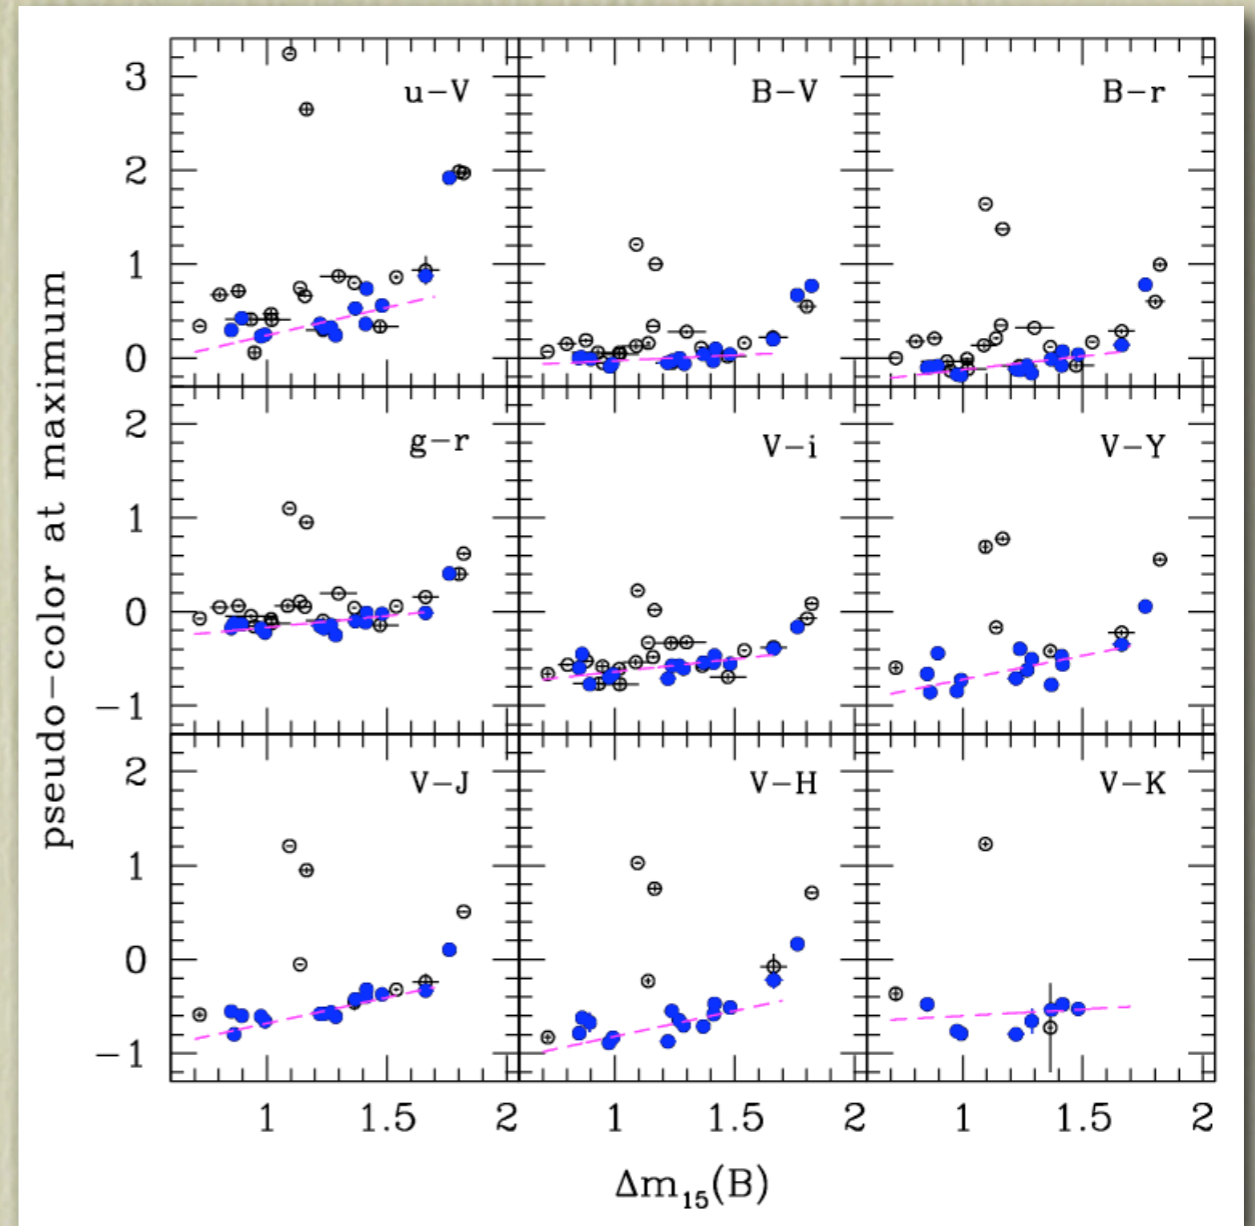 pseudo-color at maximum
3
2
1
0
u-V
B-V
B-r
2
1
0
-1
g-r
V-i
V-Y
2
1
0
-1
V-J
V-H
V-K
1 1.5 2 1 1.5 2 1 1.5 2
Δm₁₅(B)